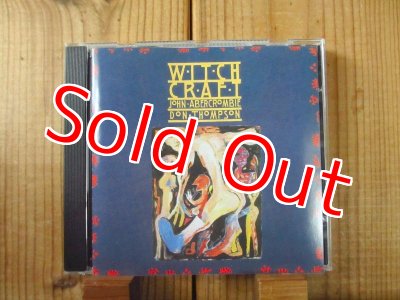 WITCH
CRAFT
JOHN ABERCROMBIE
DON THOMPSON
Sold Out